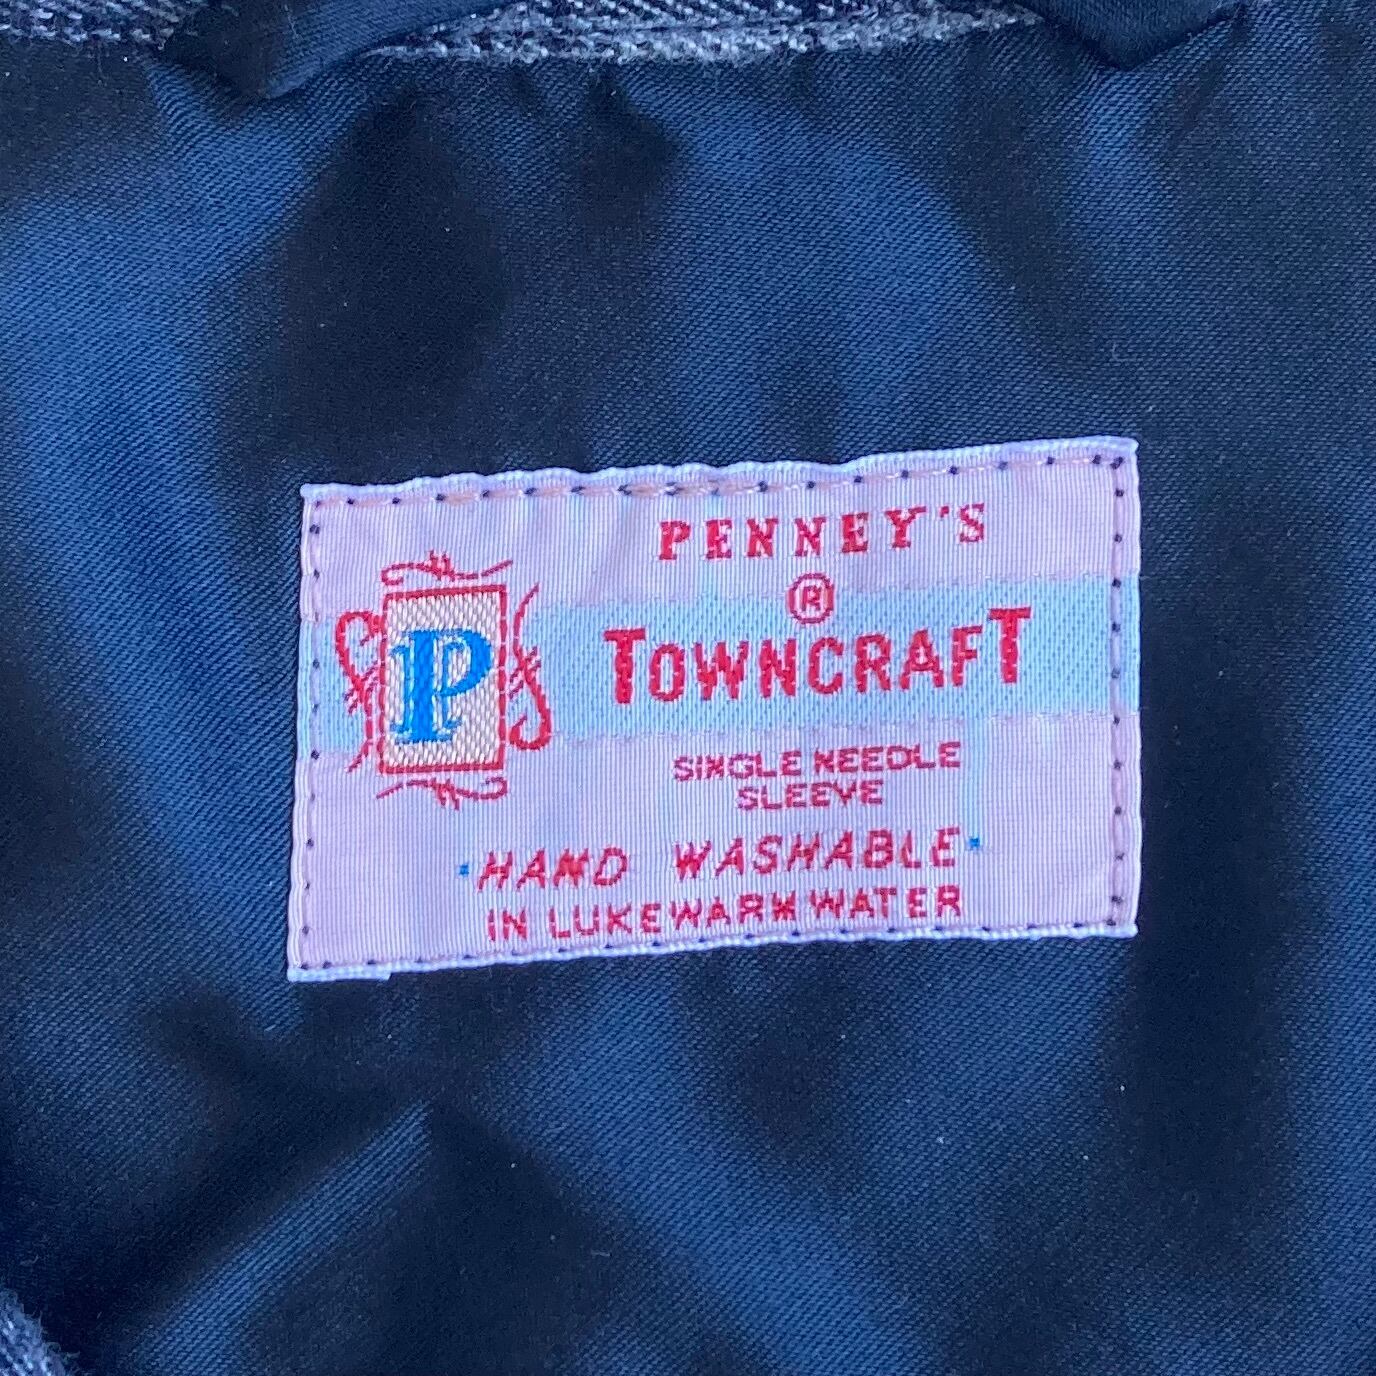 PENNEY'S
®
P
TOWNCRAFT
SINGLE NEEDLE
SLEEVE
HAND WASHABLE
IN LUKEWARM WATER